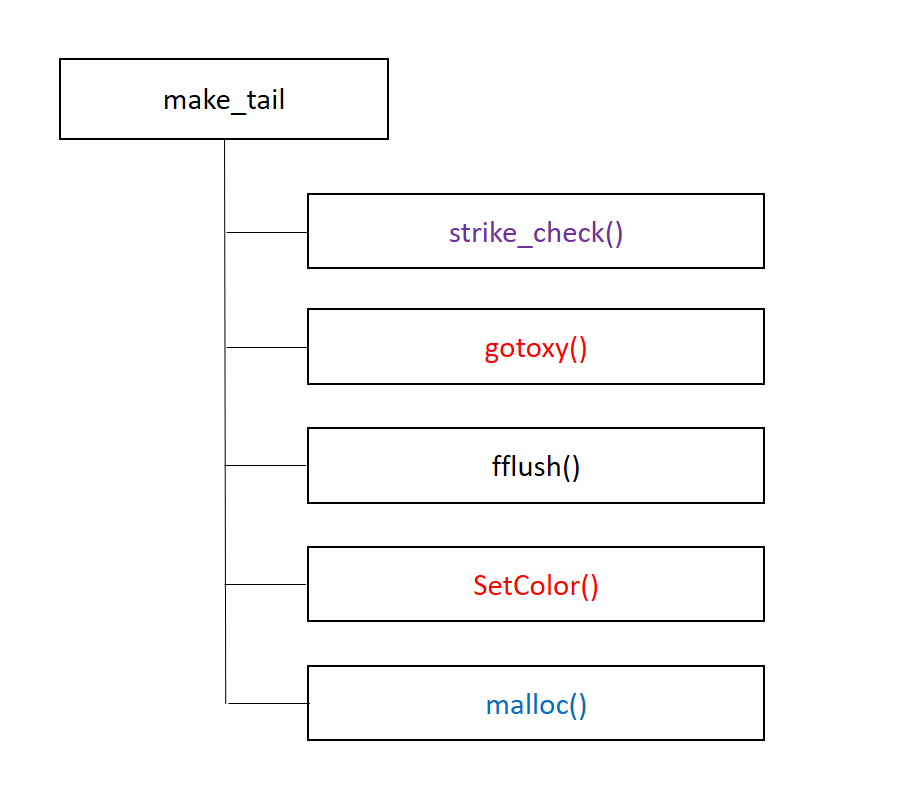 make_tail
strike_check()
gotoxy()
fflush()
SetColor()
malloc()